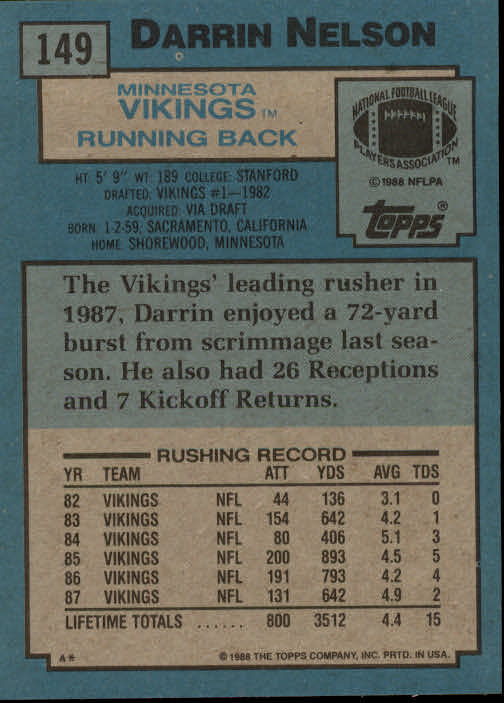 149
DARRIN NELSON
MINNESOTA
VIKINGS TM
RUNNING BACK
NATIONAL FOOTBALL LEAGUE
PLAYERS ASSOCIATION TM
© 1988 NFLPA
Topps ®
HT: 5' 9" WT: 189 COLLEGE: STANFORD
DRAFTED: VIKINGS #1—1982
ACQUIRED: VIA DRAFT
BORN: 1-2-59, SACRAMENTO, CALIFORNIA
HOME: SHOREWOOD, MINNESOTA
The Vikings' leading rusher in
1987, Darrin enjoyed a 72-yard
burst from scrimmage last sea-
son. He also had 26 Receptions
and 7 Kickoff Returns.
RUSHING RECORD
YR TEAM ATT YDS AVG TDS
82 VIKINGS NFL 44 136 3.1 0
83 VIKINGS NFL 154 642 4.2 1
84 VIKINGS NFL 80 406 5.1 3
85 VIKINGS NFL 200 893 4.5 5
86 VIKINGS NFL 191 793 4.2 4
87 VIKINGS NFL 131 642 4.9 2
LIFETIME TOTALS ...... 800 3512 4.4 15
A* © 1988 THE TOPPS COMPANY, INC. PRTD. IN USA.